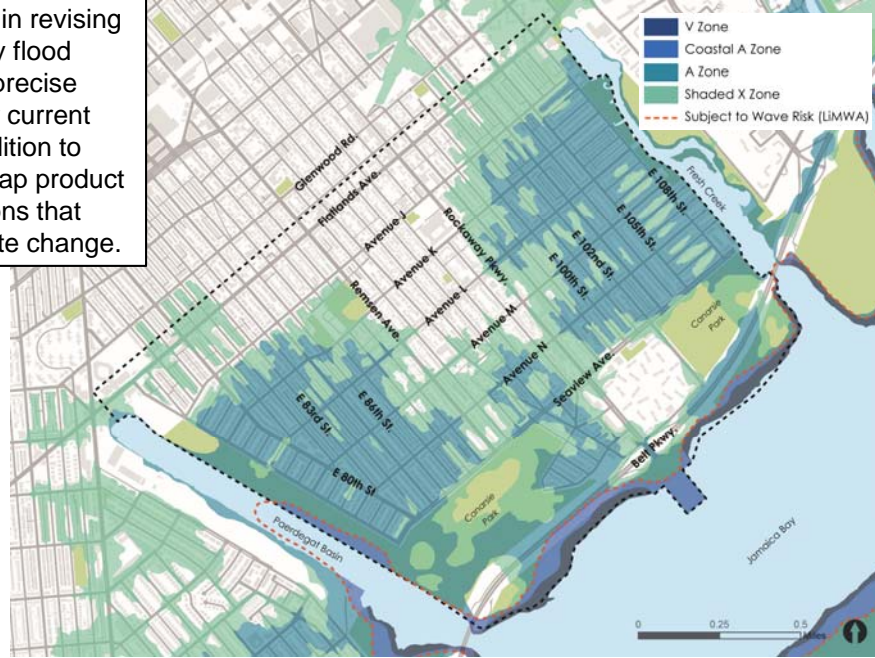 in revising
y flood
precise
current
dition to
ap product
ons that
te change.
V Zone
Coastal A Zone
A Zone
Shaded X Zone
Subject to Wave Risk (LiMWA)
Glenwood Rd.
Flatlands Ave.
Avenue J
Avenue K
Avenue L
Avenue M
Avenue N
Rockaway Pkwy.
Remsen Ave.
E 108th St.
E 105th St.
E 102nd St.
E 100th St.
Fresh Creek
Canarsie
Park
Seaview Ave.
Belt Pkwy.
E 86th St.
E 83rd St.
E 80th St
Canarsie
Park
Paerdegat Basin
Jamaica Bay
0 0.25 0.5
Miles